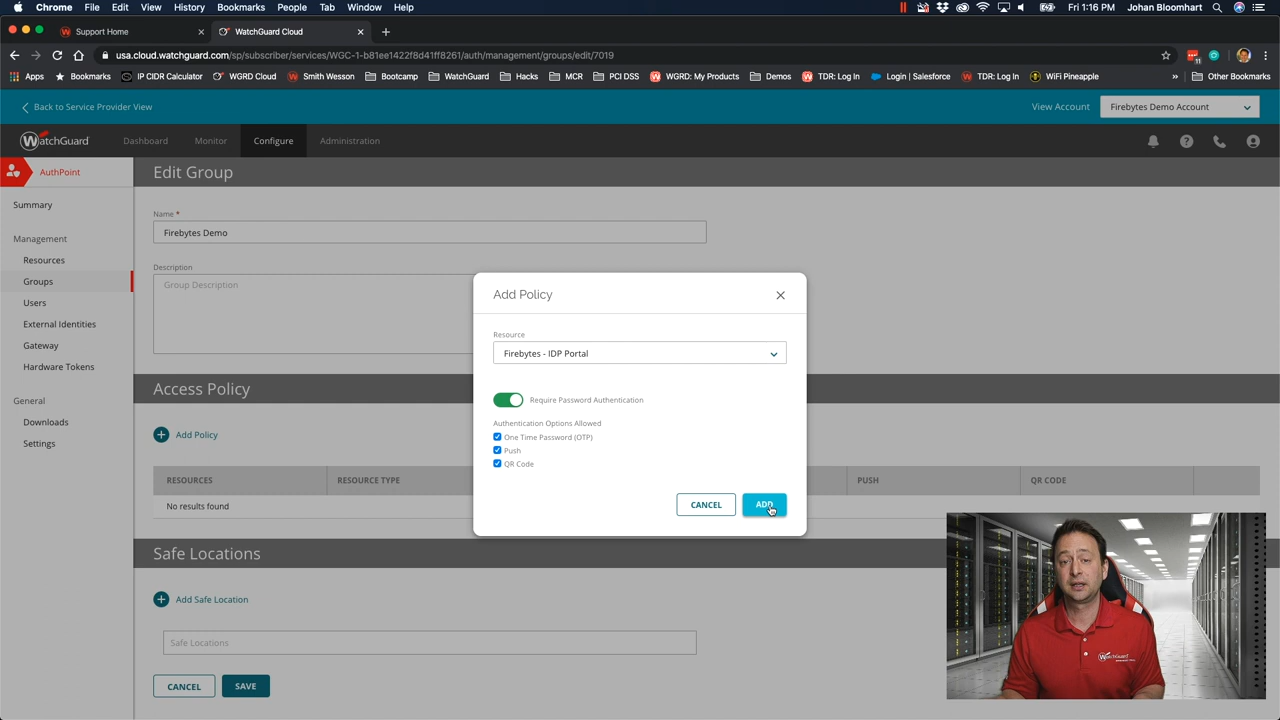 Chrome File Edit View History Bookmarks People Tab Window Help Fri 1:16 PM Johan Bloomhart
Support Home WatchGuard Cloud
usa.cloud.watchguard.com/sp/subscriber/services/WGC-1-b81ee1422f8d41ff8261/auth/management/groups/edit/7019
Apps Bookmarks IP CIDR Calculator WGRD Cloud Smith Wesson Bootcamp WatchGuard Hacks MCR PCI DSS WGRD: My Products Demos TDR: Log In Login | Salesforce TDR: Log In WiFi Pineapple » Other Bookmarks
Back to Service Provider View View Account Firebytes Demo Account
WatchGuard Dashboard Monitor Configure Administration
AuthPoint
Summary
Management
Resources
Groups
Users
External Identities
Gateway
Hardware Tokens
General
Downloads
Settings
Edit Group
Name *
Firebytes Demo
Description
Group Description
Access Policy
Add Policy
RESOURCES RESOURCE TYPE PUSH QR CODE
No results found
Safe Locations
Add Safe Location
Safe Locations
CANCEL SAVE
Add Policy
Resource
Firebytes - IDP Portal
Require Password Authentication
Authentication Options Allowed
One Time Password (OTP)
Push
QR Code
CANCEL ADD
WatchGuard